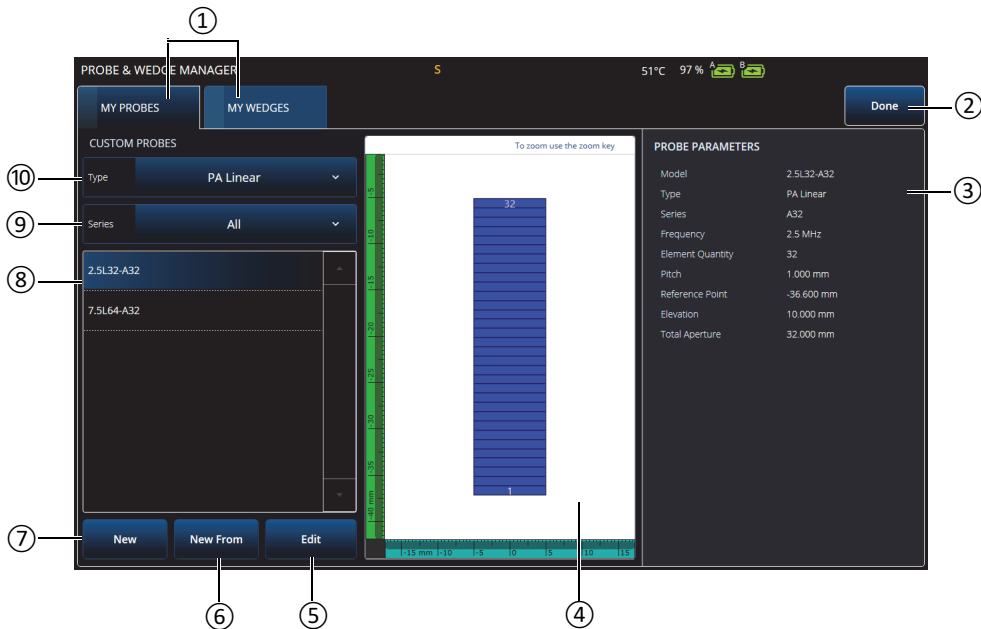 ①
PROBE & WEDGE MANAGER S 51°C 97 % A B
MY PROBES MY WEDGES Done ②
CUSTOM PROBES To zoom use the zoom key PROBE PARAMETERS
⑩ Type PA Linear Model 2.5L32-A32
Type PA Linear ③
⑨ Series All Series A32
Frequency 2.5 MHz
Element Quantity 32
⑧ 2.5L32-A32 Pitch 1.000 mm
Reference Point -36.600 mm
7.5L64-A32 Elevation 10.000 mm
Total Aperture 32.000 mm
32
1
-5
-10
-15
-20
-25
-30
-35
-40 mm
-15 mm -10 -5 0 5 10 15
⑦ New New From Edit
⑥ ⑤ ④